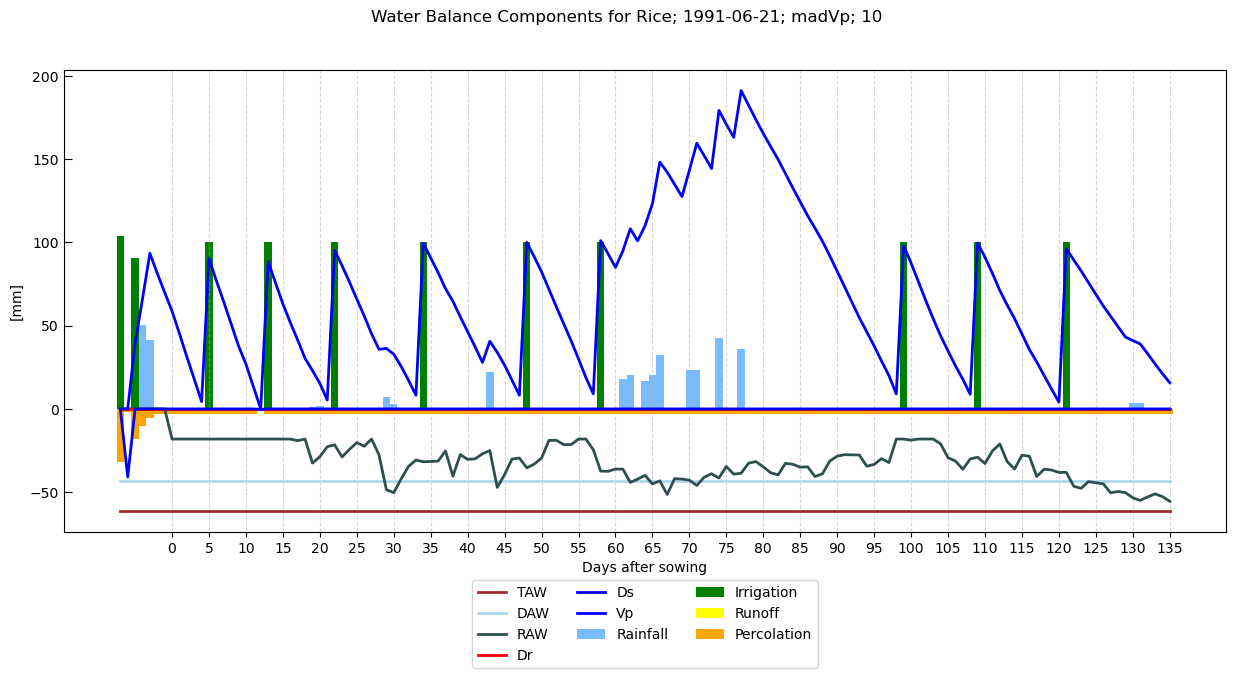 Water Balance Components for Rice; 1991-06-21; madVp; 10
200
150
100
50
0
−50
[mm]
0 5 10 15 20 25 30 35 40 45 50 55 60 65 70 75 80 85 90 95 100 105 110 115 120 125 130 135
Days after sowing
TAW Ds Irrigation
DAW Vp Runoff
RAW Rainfall Percolation
Dr